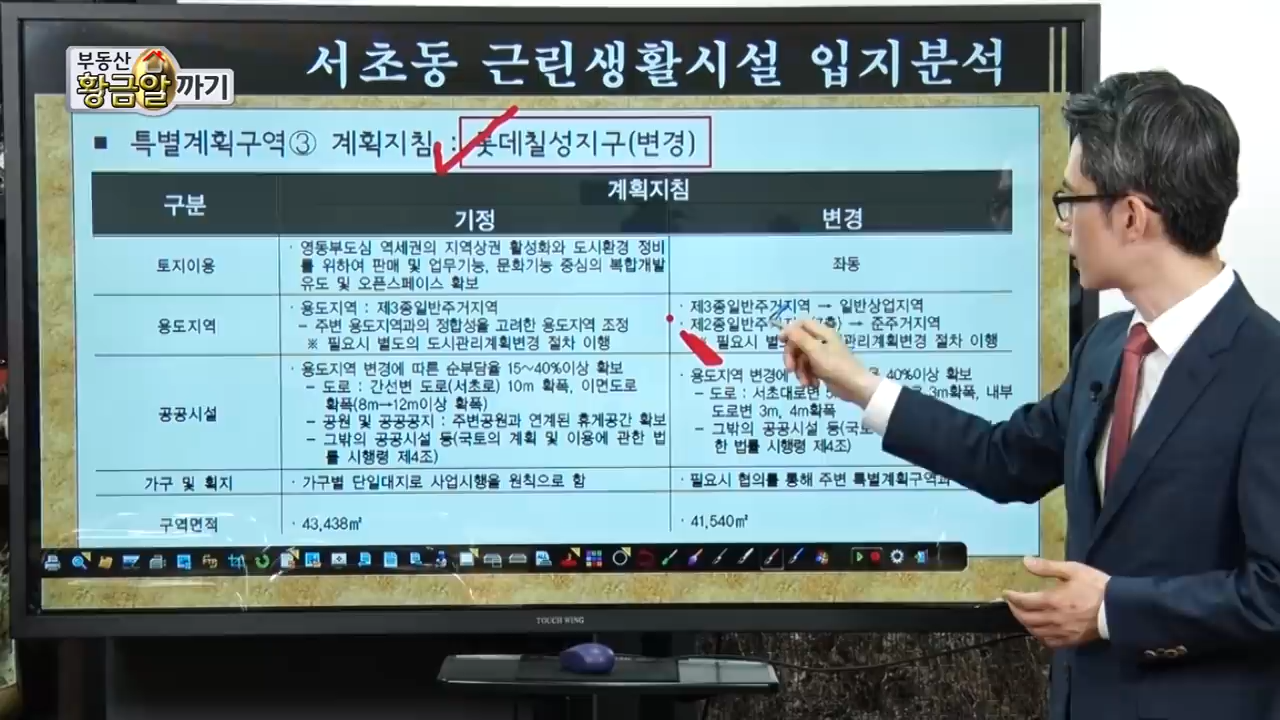 부동산
황금알까기
서초동 근린생활시설 입지분석
■ 특별계획구역③ 계획지침 : 롯데칠성지구(변경)
구분
계획지침
기정
변경
토지이용
· 영동부도심 역세권의 지역상권 활성화와 도시환경 정비
를 위하여 판매 및 업무기능, 문화기능 중심의 복합개발
유도 및 오픈스페이스 확보
좌동
용도지역
· 용도지역 : 제3종일반주거지역
– 주변 용도지역과의 정합성을 고려한 용도지역 조정
※ 필요시 별도의 도시관리계획변경 절차 이행
· 제3종일반주거지역 → 일반상업지역
· 제2종일반주 → 준주거지역
※ 필요시 별 관리계획변경 절차 이행
공공시설
· 용도지역 변경에 따른 순부담율 15~40%이상 확보
– 도로 : 간선변 도로(서초로) 10m 확폭, 이면도로
확폭(8m→12m이상 확폭)
– 공원 및 공공공지 : 주변공원과 연계된 휴게공간 확보
– 그밖의 공공시설 등(국토의 계획 및 이용에 관한 법
률 시행령 제4조)
· 용도지역 변경에 40%이상 확보
– 도로 : 서초대로변 3m확폭, 내부
도로변 3m, 4m확폭
– 그밖의 공공시설 등(국토
한 법률 시행령 제4조)
가구 및 획지
· 가구별 단일대지로 사업시행을 원칙으로 함
· 필요시 협의를 통해 주변 특별계획구역과
구역면적
· 43,438㎡
· 41,540㎡
TOUCH WING